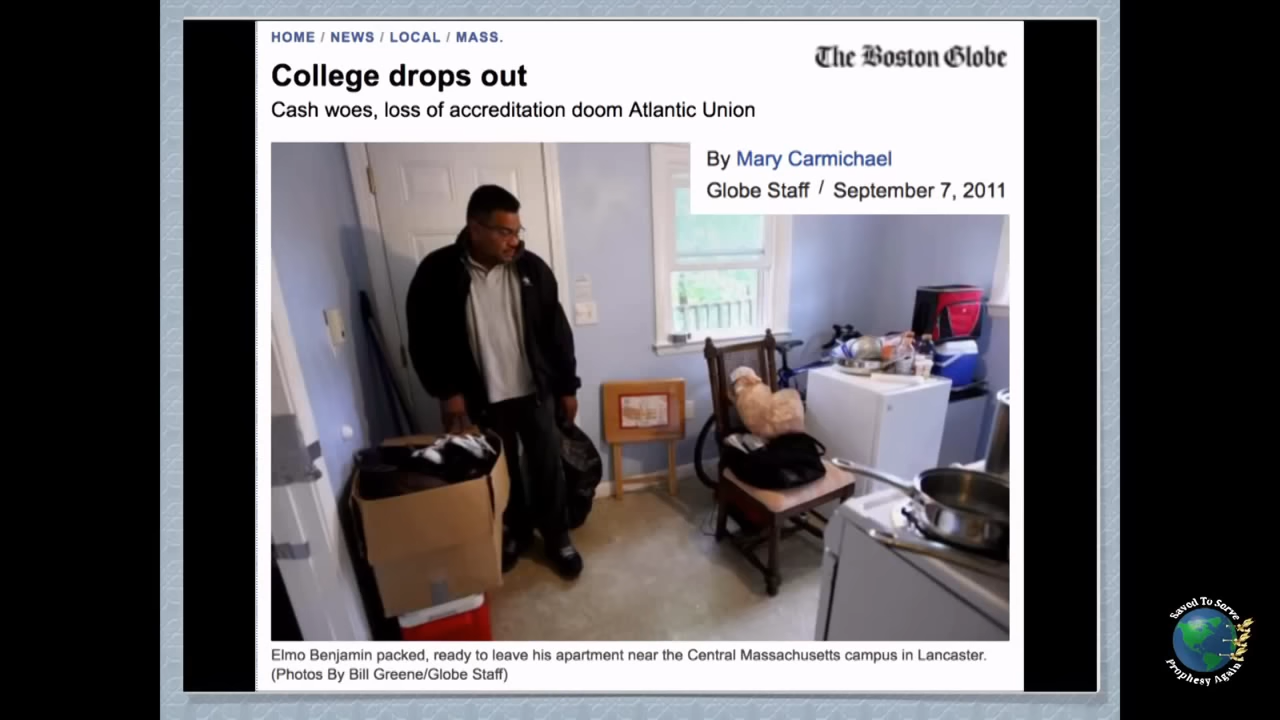 HOME / NEWS / LOCAL / MASS.
The Boston Globe
College drops out
Cash woes, loss of accreditation doom Atlantic Union
By Mary Carmichael
Globe Staff / September 7, 2011
Elmo Benjamin packed, ready to leave his apartment near the Central Massachusetts campus in Lancaster.
(Photos By Bill Greene/Globe Staff)
Saved To Serve
Prophesy Again